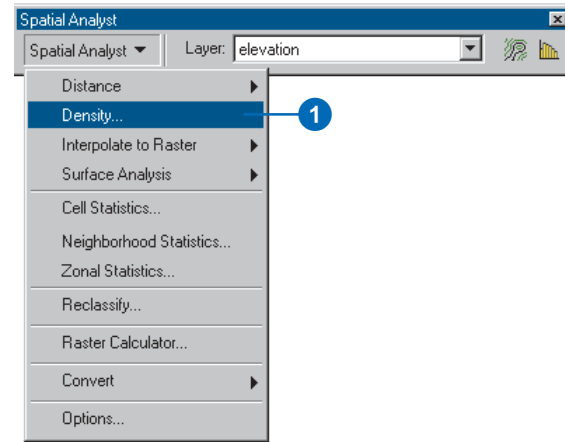 Spatial Analyst
Spatial Analyst Layer: elevation
Distance
Density...
1
Interpolate to Raster
Surface Analysis
Cell Statistics...
Neighborhood Statistics...
Zonal Statistics...
Reclassify...
Raster Calculator...
Convert
Options...